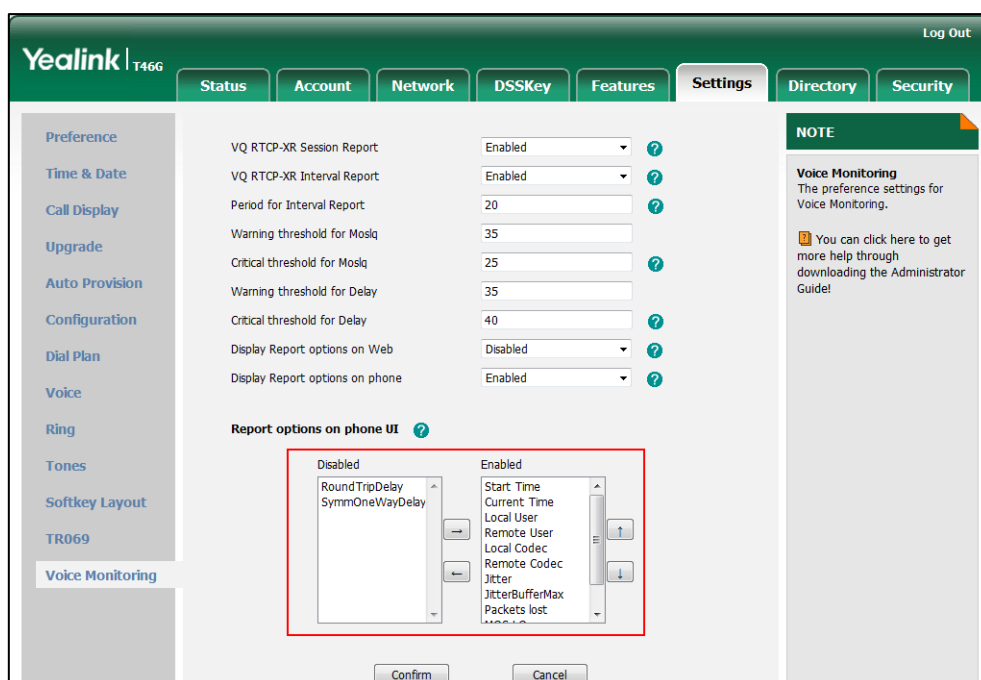 Log Out
Yealink | T46G
Status Account Network DSSKey Features Settings Directory Security
Preference
Time & Date
Call Display
Upgrade
Auto Provision
Configuration
Dial Plan
Voice
Ring
Tones
Softkey Layout
TR069
Voice Monitoring
VQ RTCP-XR Session Report Enabled ?
VQ RTCP-XR Interval Report Enabled ?
Period for Interval Report 20 ?
Warning threshold for Moslq 35
Critical threshold for Moslq 25 ?
Warning threshold for Delay 35
Critical threshold for Delay 40 ?
Display Report options on Web Disabled ?
Display Report options on phone Enabled ?
Report options on phone UI ?
Disabled
RoundTripDelay
SymmOneWayDelay
→
←
Enabled
Start Time
Current Time
Local User
Remote User
Local Codec
Remote Codec
Jitter
JitterBufferMax
Packets lost
↑
↓
Confirm Cancel
NOTE
Voice Monitoring
The preference settings for
Voice Monitoring.
? You can click here to get
more help through
downloading the Administrator
Guide!